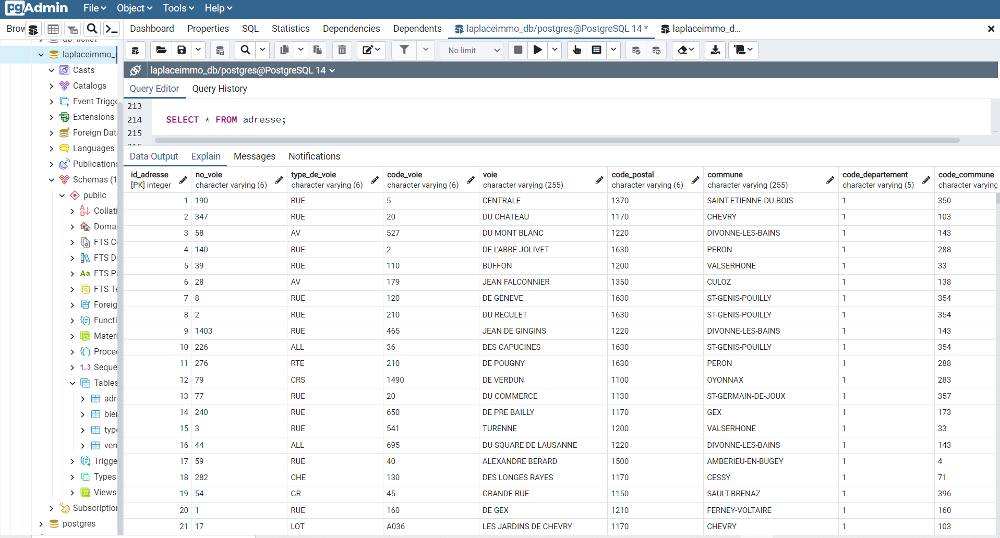 pgAdmin File Object Tools Help
Brow Dashboard Properties SQL Statistics Dependencies Dependents laplaceimmo_db/postgres@PostgreSQL 14 * laplaceimmo_d...
No limit
laplaceimmo_db/postgres@PostgreSQL 14
Query Editor Query History
213
214 SELECT * FROM adresse;
215
216
Data Output Explain Messages Notifications
id_adresse no_voie type_de_voie code_voie voie code_postal commune code_departement code_commune
[PK] integer character varying (6) character varying (6) character varying (6) character varying (255) character varying (6) character varying (255) character varying (5) character varying
1 190 RUE 5 CENTRALE 1370 SAINT-ETIENNE-DU-BOIS 1 350
2 347 RUE 20 DU CHATEAU 1170 CHEVRY 1 103
3 58 AV 527 DU MONT BLANC 1220 DIVONNE-LES-BAINS 1 143
4 140 RUE 2 DE L'ABBE JOLIVET 1630 PERON 1 288
5 39 RUE 110 BUFFON 1200 VALSERHONE 1 33
6 28 AV 179 JEAN FALCONNIER 1350 CULOZ 1 138
7 8 RUE 120 DE GENEVE 1630 ST-GENIS-POUILLY 1 354
8 2 RUE 210 DU RECULET 1630 ST-GENIS-POUILLY 1 354
9 1403 RUE 465 JEAN DE GINGINS 1220 DIVONNE-LES-BAINS 1 143
10 226 ALL 36 DES CAPUCINES 1630 ST-GENIS-POUILLY 1 354
11 276 RTE 210 DE POUGNY 1630 PERON 1 288
12 79 CRS 1490 DE VERDUN 1100 OYONNAX 1 283
13 77 RUE 20 DU COMMERCE 1130 ST-GERMAIN-DE-JOUX 1 357
14 240 RUE 650 DE PRE BAILLY 1170 GEX 1 173
15 3 RUE 541 TURENNE 1200 VALSERHONE 1 33
16 44 ALL 695 DU SQUARE DE LAUSANNE 1220 DIVONNE-LES-BAINS 1 143
17 59 RUE 40 ALEXANDRE BERARD 1500 AMBERIEU-EN-BUGEY 1 4
18 282 CHE 130 DES LONGES RAYES 1170 CESSY 1 71
19 54 GR 45 GRANDE RUE 1150 SAULT-BRENAZ 1 396
20 1 RUE 160 DE GEX 1210 FERNEY-VOLTAIRE 1 160
21 17 LOT A036 LES JARDINS DE CHEVRY 1170 CHEVRY 1 103
db_ticket
laplaceimmo_d
Casts
Catalogs
Event Trigge
Extensions
Foreign Data
Languages
Publications
Schemas (1
public
Collati
Domai
FTS C
FTS Di
FTS Pa
FTS Te
Foreig
Functi
Materi
Proced
1..3 Seque
Tables
adr
bier
type
ven
Trigge
Types
Views
Subscription
postgres